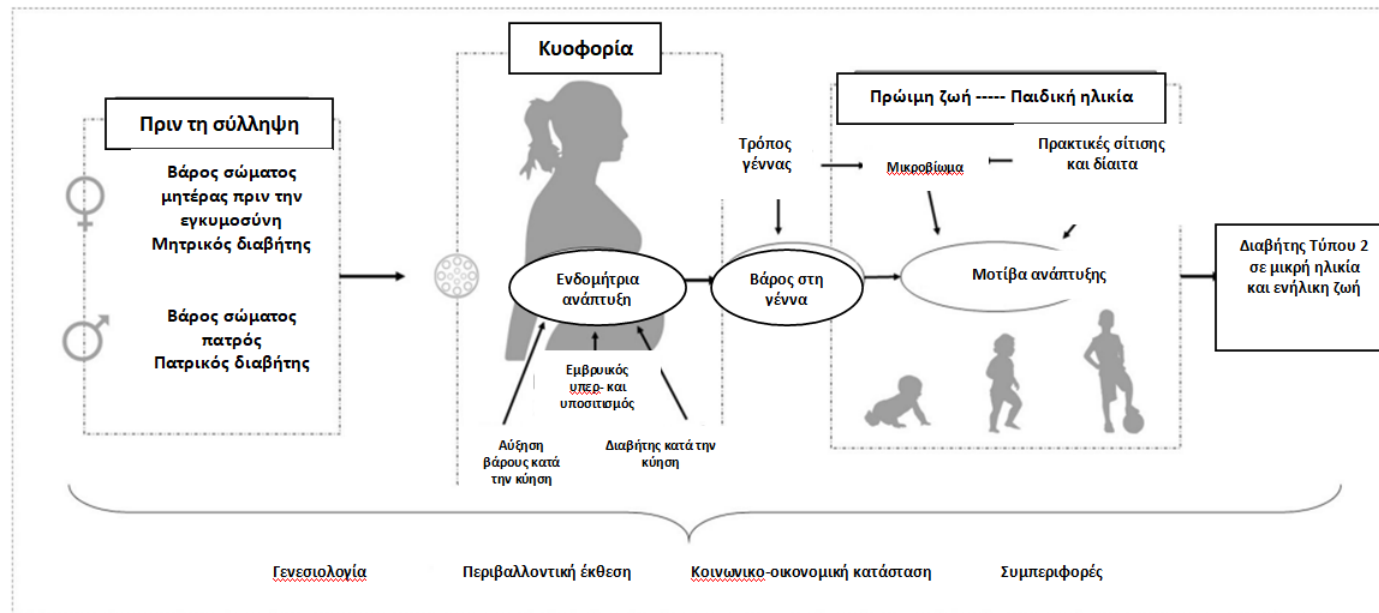 Κυοφορία
Πρώιμη ζωή ----- Παιδική ηλικία
Πριν τη σύλληψη
Βάρος σώματος
μητέρας πριν την
εγκυμοσύνη
Μητρικός διαβήτης
Βάρος σώματος
πατρός
Πατρικός διαβήτης
Τρόπος
γέννας
Μικροβίωμα
Πρακτικές σίτισης
και δίαιτα
Ενδομήτρια
ανάπτυξη
Βάρος στη
γέννα
Μοτίβα ανάπτυξης
Διαβήτης Τύπου 2
σε μικρή ηλικία
και ενήλικη ζωή
Εμβρυικός
υπερ- και
υποσιτισμός
Αύξηση
βάρους κατά
την κύηση
Διαβήτης κατά την
κύηση
Γενεσιολογία
Περιβαλλοντική έκθεση
Κοινωνικο-οικονομική κατάσταση
Συμπεριφορές